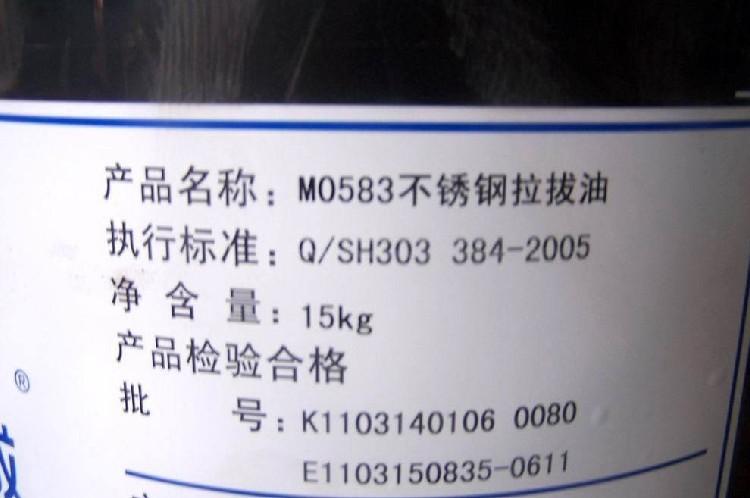 产品名称：M0583不锈钢拉拔油
执行标准：Q/SH303 384-2005
净含量：15kg
产品检验合格
批号：K1103140106 0080
E1103150835-0611
®